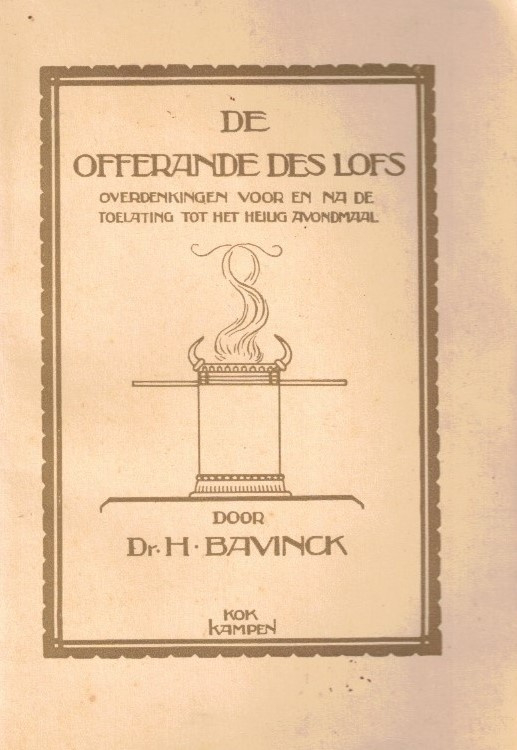 DE
OFFERANDE DES LOFS
OVERDENKINGEN VOOR EN NA DE
TOELATING TOT HET HEILIG AVONDMAAL
DOOR
Dr. H. BAVINCK
KOK
KAMPEN